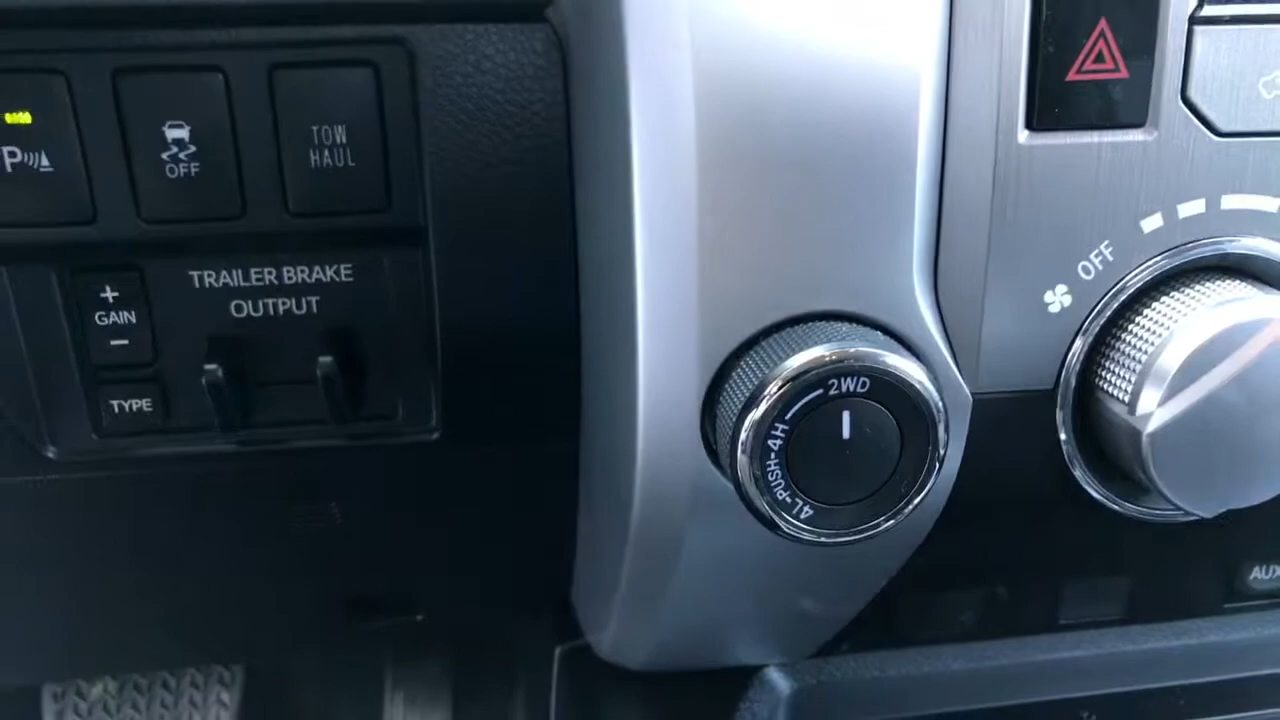 P
OFF
TOW
HAUL
TRAILER BRAKE
OUTPUT
+
GAIN
−
TYPE
2WD
4L-PUSH-4H
OFF
AUX